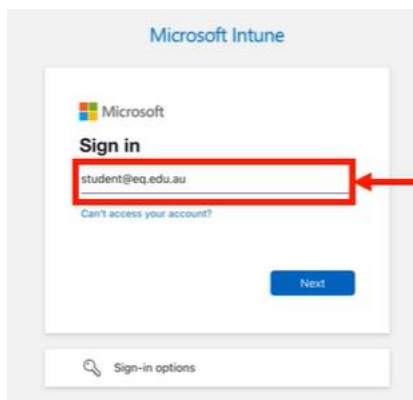 Microsoft Intune
Microsoft
Sign in
student@eq.edu.au
Can't access your account?
Next
Sign-in options